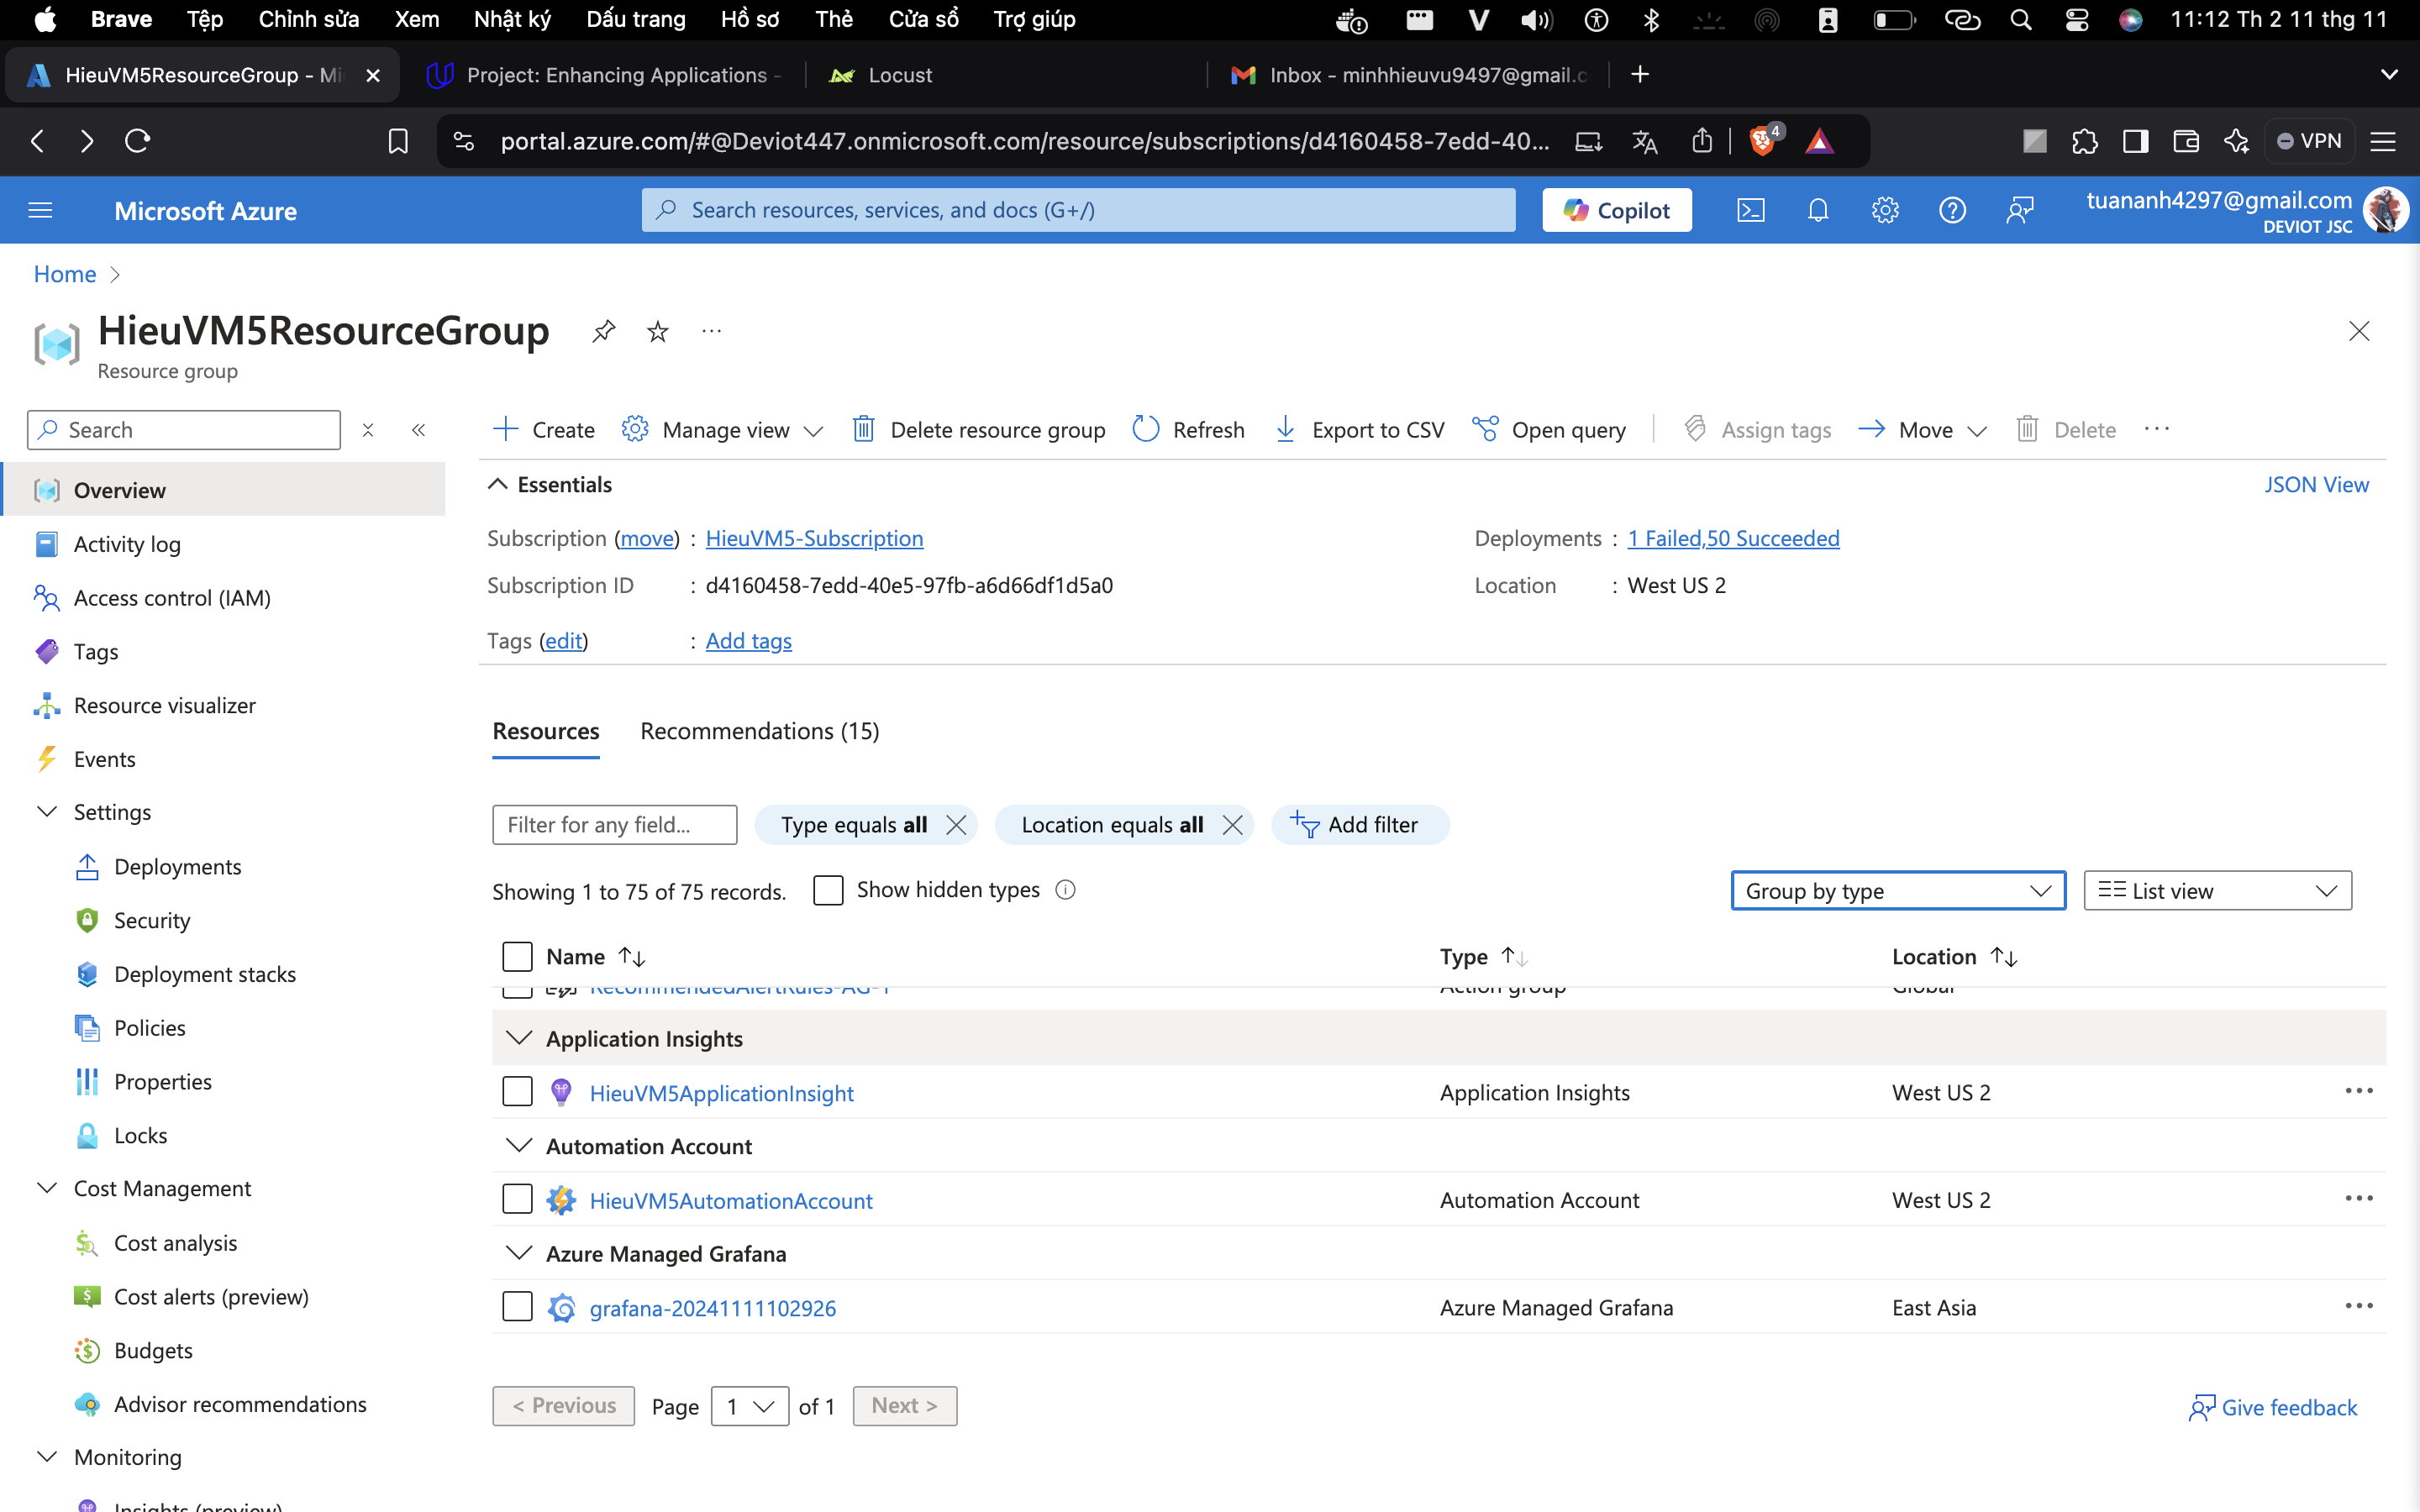 Brave Tệp Chỉnh sửa Xem Nhật ký Dấu trang Hồ sơ Thẻ Cửa sổ Trợ giúp 11:12 Th 2 11 thg 11
HieuVM5ResourceGroup - Mi Project: Enhancing Applications - Locust Inbox - minhhieuvu9497@gmail.c
portal.azure.com/#@Deviot447.onmicrosoft.com/resource/subscriptions/d4160458-7edd-40... 4 VPN
Microsoft Azure
Search resources, services, and docs (G+/)
Copilot
tuananh4297@gmail.com
DEVIOT JSC
Home
HieuVM5ResourceGroup
Resource group
Search
Create Manage view Delete resource group Refresh Export to CSV Open query Assign tags Move Delete
Overview
Activity log
Access control (IAM)
Tags
Resource visualizer
Events
Settings
Deployments
Security
Deployment stacks
Policies
Properties
Locks
Cost Management
Cost analysis
Cost alerts (preview)
Budgets
Advisor recommendations
Monitoring
Insights (preview)
Essentials
JSON View
Subscription (move) : HieuVM5-Subscription
Deployments : 1 Failed,50 Succeeded
Subscription ID : d4160458-7edd-40e5-97fb-a6d66df1d5a0
Location : West US 2
Tags (edit) : Add tags
Resources Recommendations (15)
Filter for any field... Type equals all Location equals all Add filter
Showing 1 to 75 of 75 records. Show hidden types Group by type List view
Name Type Location
RecommendedAlertRules-AG-1 Action group Global
Application Insights
HieuVM5ApplicationInsight Application Insights West US 2
Automation Account
HieuVM5AutomationAccount Automation Account West US 2
Azure Managed Grafana
grafana-20241111102926 Azure Managed Grafana East Asia
< Previous Page 1 of 1 Next >
Give feedback